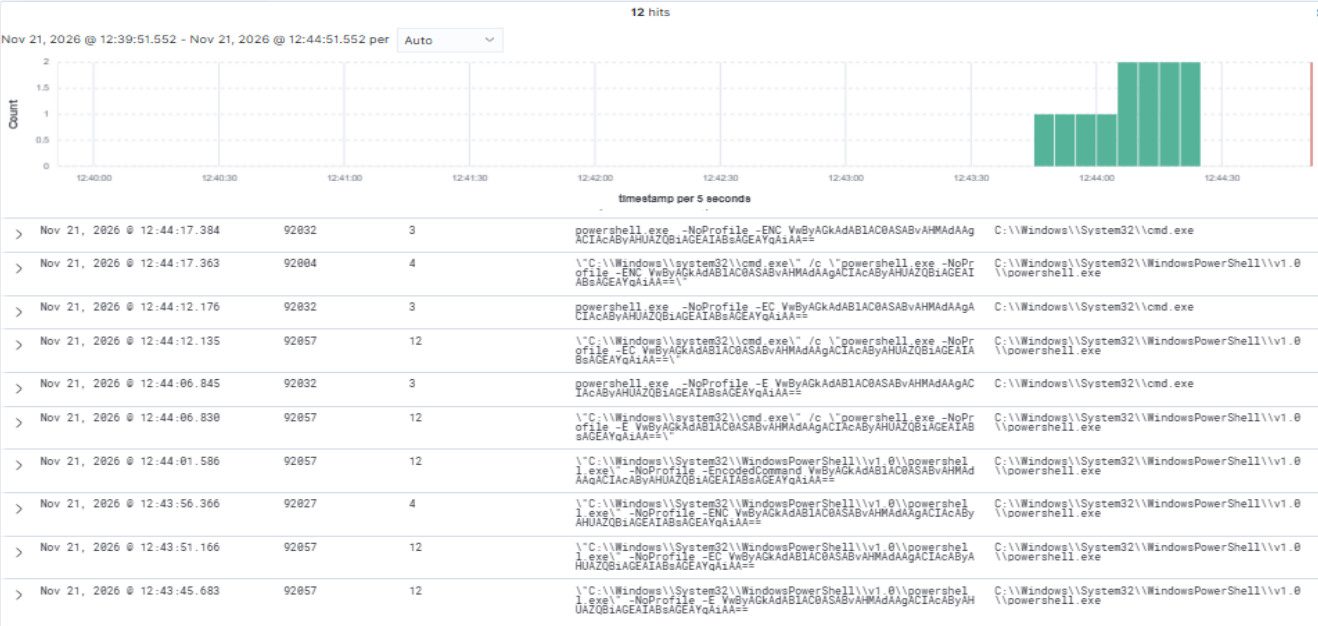 12 hits
Nov 21, 2026 @ 12:39:51.552 - Nov 21, 2026 @ 12:44:51.552 per Auto
Count
2
1.5
1
0.5
0
12:40:00 12:40:30 12:41:00 12:41:30 12:42:00 12:42:30 12:43:00 12:43:30 12:44:00 12:44:30
timestamp per 5 seconds
Nov 21, 2026 @ 12:44:17.384 92032 3 powershell.exe -NoProfile -ENC VwByAGkAdABlAC0ASABvAHMAdAAg C:\\Windows\\System32\\cmd.exe
ACIAcAByAHUAZQBiAGEAIABsAGEAYgAiAA==
Nov 21, 2026 @ 12:44:17.363 92004 4 \"C:\\Windows\\system32\\cmd.exe\" /c \"powershell.exe -NoPr C:\\Windows\\System32\\WindowsPowerShell\\v1.0
ofile -ENC VwByAGkAdABlAC0ASABvAHMAdAAgACIAcAByAHUAZQBiAGEAI \\powershell.exe
ABsAGEAYgAiAA==\"
Nov 21, 2026 @ 12:44:12.176 92032 3 powershell.exe -NoProfile -EC VwByAGkAdABlAC0ASABvAHMAdAAgA C:\\Windows\\System32\\cmd.exe
CIAcAByAHUAZQBiAGEAIABsAGEAYgAiAA==
Nov 21, 2026 @ 12:44:12.135 92057 12 \"C:\\Windows\\system32\\cmd.exe\" /c \"powershell.exe -NoPr C:\\Windows\\System32\\WindowsPowerShell\\v1.0
ofile -EC VwByAGkAdABlAC0ASABvAHMAdAAgACIAcAByAHUAZQBiAGEAIA \\powershell.exe
BsAGEAYgAiAA==\"
Nov 21, 2026 @ 12:44:06.845 92032 3 powershell.exe -NoProfile -E VwByAGkAdABlAC0ASABvAHMAdAAgAC C:\\Windows\\System32\\cmd.exe
IAcAByAHUAZQBiAGEAIABsAGEAYgAiAA==
Nov 21, 2026 @ 12:44:06.830 92057 12 \"C:\\Windows\\system32\\cmd.exe\" /c \"powershell.exe -NoPr C:\\Windows\\System32\\WindowsPowerShell\\v1.0
ofile -E VwByAGkAdABlAC0ASABvAHMAdAAgACIAcAByAHUAZQBiAGEAIAB \\powershell.exe
sAGEAYgAiAA==\"
Nov 21, 2026 @ 12:44:01.586 92057 12 \"C:\\Windows\\System32\\WindowsPowerShell\\v1.0\\powershel C:\\Windows\\System32\\WindowsPowerShell\\v1.0
l.exe\" -NoProfile -EncodedCommand VwByAGkAdABlAC0ASABvAHMAd \\powershell.exe
AAgACIAcAByAHUAZQBiAGEAIABsAGEAYgAiAA==
Nov 21, 2026 @ 12:43:56.366 92027 4 \"C:\\Windows\\System32\\WindowsPowerShell\\v1.0\\powershel C:\\Windows\\System32\\WindowsPowerShell\\v1.0
l.exe\" -NoProfile -ENC VwByAGkAdABlAC0ASABvAHMAdAAgACIAcABy \\powershell.exe
AHUAZQBiAGEAIABsAGEAYgAiAA==
Nov 21, 2026 @ 12:43:51.166 92057 12 \"C:\\Windows\\System32\\WindowsPowerShell\\v1.0\\powershel C:\\Windows\\System32\\WindowsPowerShell\\v1.0
l.exe\" -NoProfile -EC VwByAGkAdABlAC0ASABvAHMAdAAgACIAcAByA \\powershell.exe
HUAZQBiAGEAIABsAGEAYgAiAA==
Nov 21, 2026 @ 12:43:45.683 92057 12 \"C:\\Windows\\System32\\WindowsPowerShell\\v1.0\\powershel C:\\Windows\\System32\\WindowsPowerShell\\v1.0
l.exe\" -NoProfile -E VwByAGkAdABlAC0ASABvAHMAdAAgACIAcAByAH \\powershell.exe
UAZQBiAGEAIABsAGEAYgAiAA==